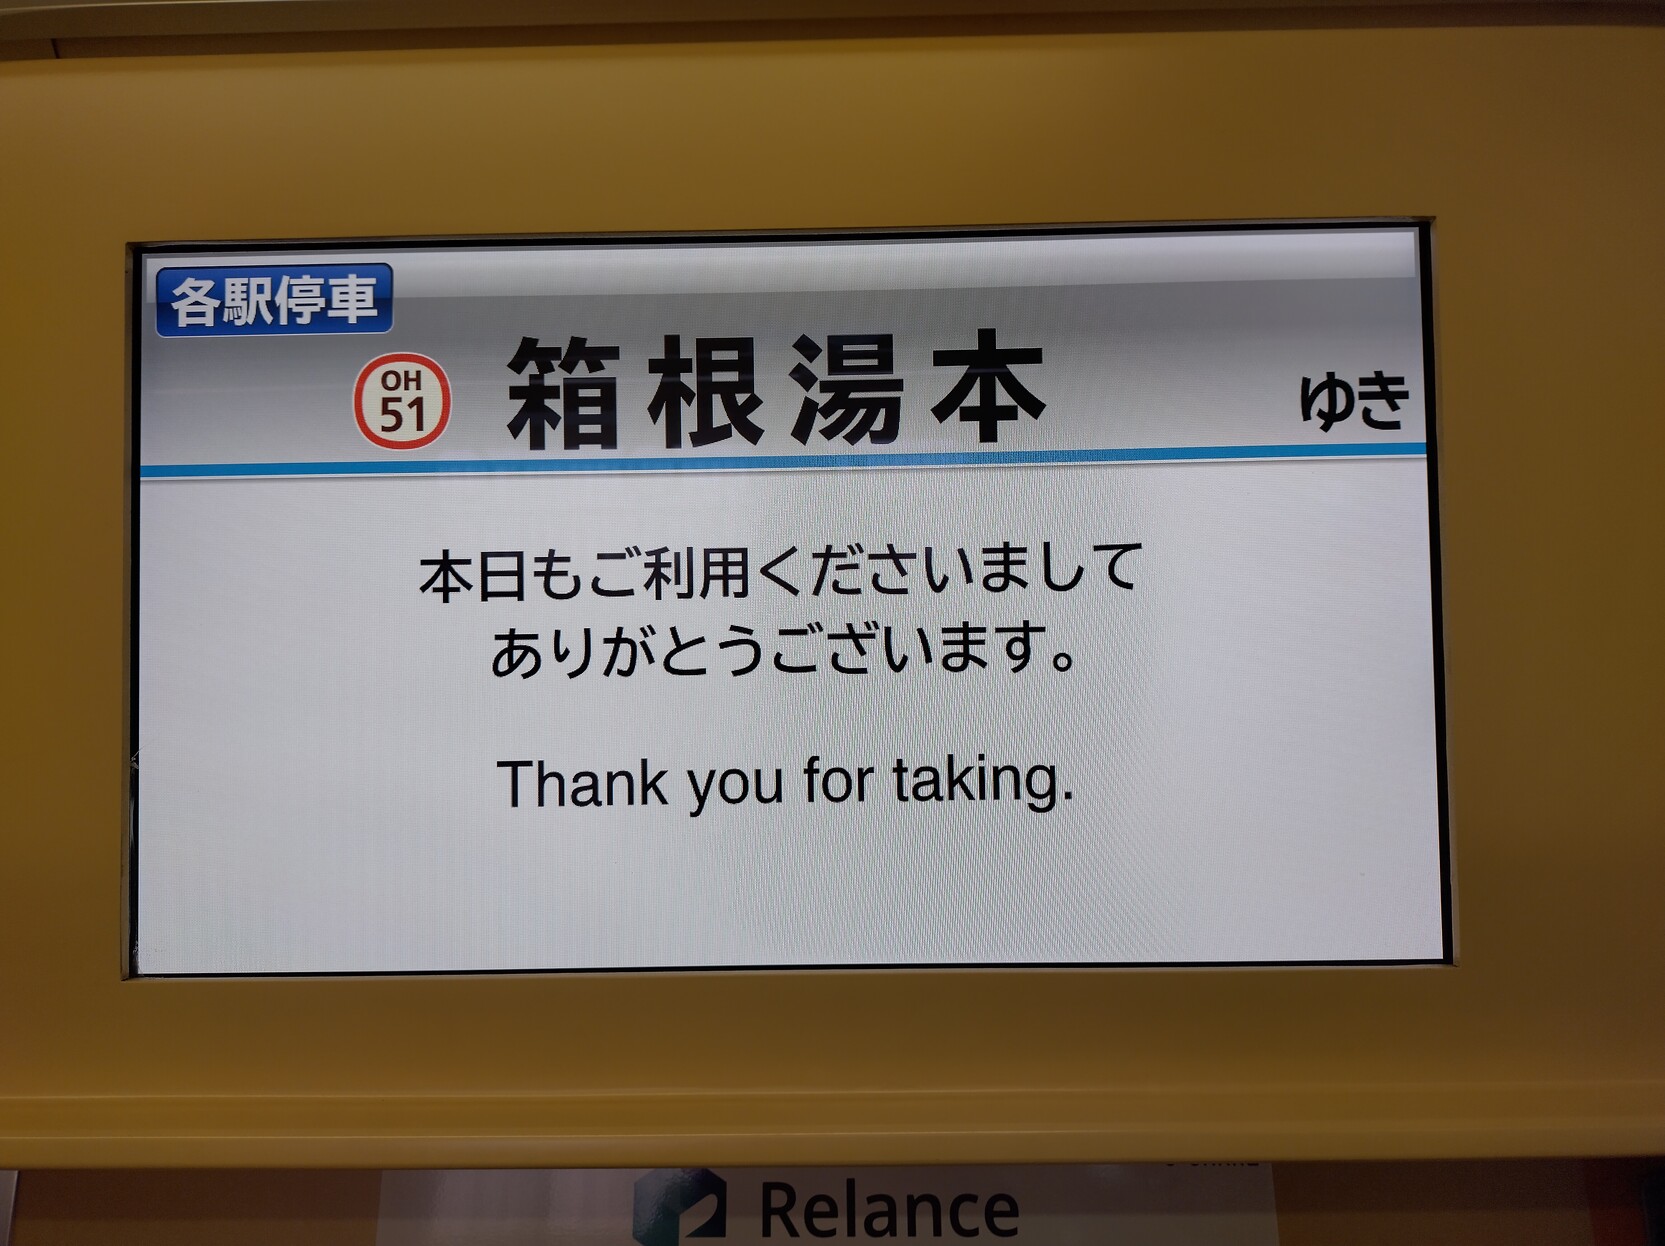 各駅停車
OH
51
箱根湯本
ゆき
本日もご利用くださいまして
ありがとうございます。
Thank you for taking.
Relance